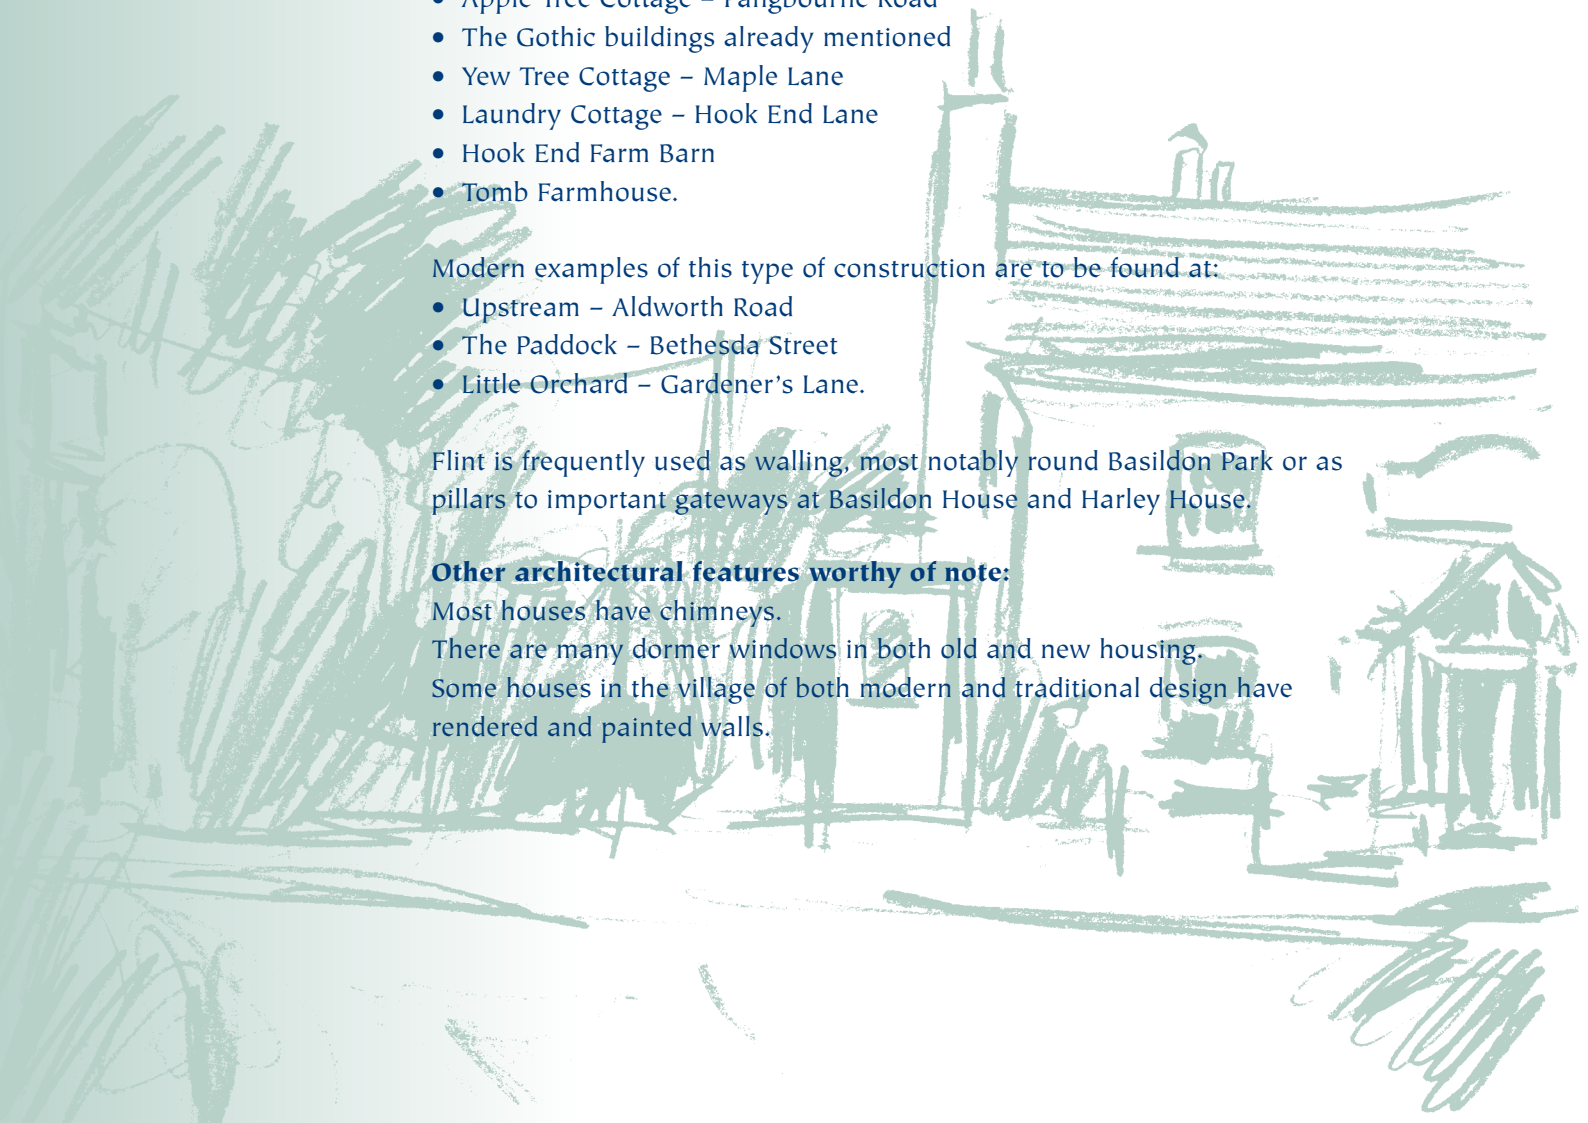 • Apple Tree Cottage – Pangbourne Road
• The Gothic buildings already mentioned
• Yew Tree Cottage – Maple Lane
• Laundry Cottage – Hook End Lane
• Hook End Farm Barn
• Tomb Farmhouse.
Modern examples of this type of construction are to be found at:
• Upstream – Aldworth Road
• The Paddock – Bethesda Street
• Little Orchard – Gardener’s Lane.
Flint is frequently used as walling, most notably round Basildon Park or as
pillars to important gateways at Basildon House and Harley House.
Other architectural features worthy of note:
Most houses have chimneys.
There are many dormer windows in both old and new housing.
Some houses in the village of both modern and traditional design have
rendered and painted walls.